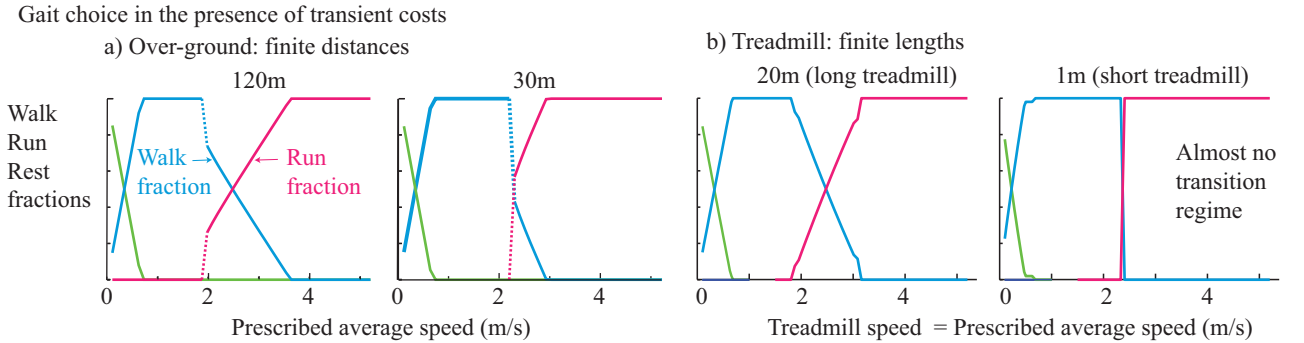 Gait choice in the presence of transient costs
a) Over-ground: finite distances
b) Treadmill: finite lengths
120m
30m
20m (long treadmill)
1m (short treadmill)
Walk
Run
Rest
fractions
Walk
fraction
Run
fraction
Almost no
transition
regime
0 2 4
0 2 4
0 2 4
0 2 4
Prescribed average speed (m/s)
Treadmill speed = Prescribed average speed (m/s)